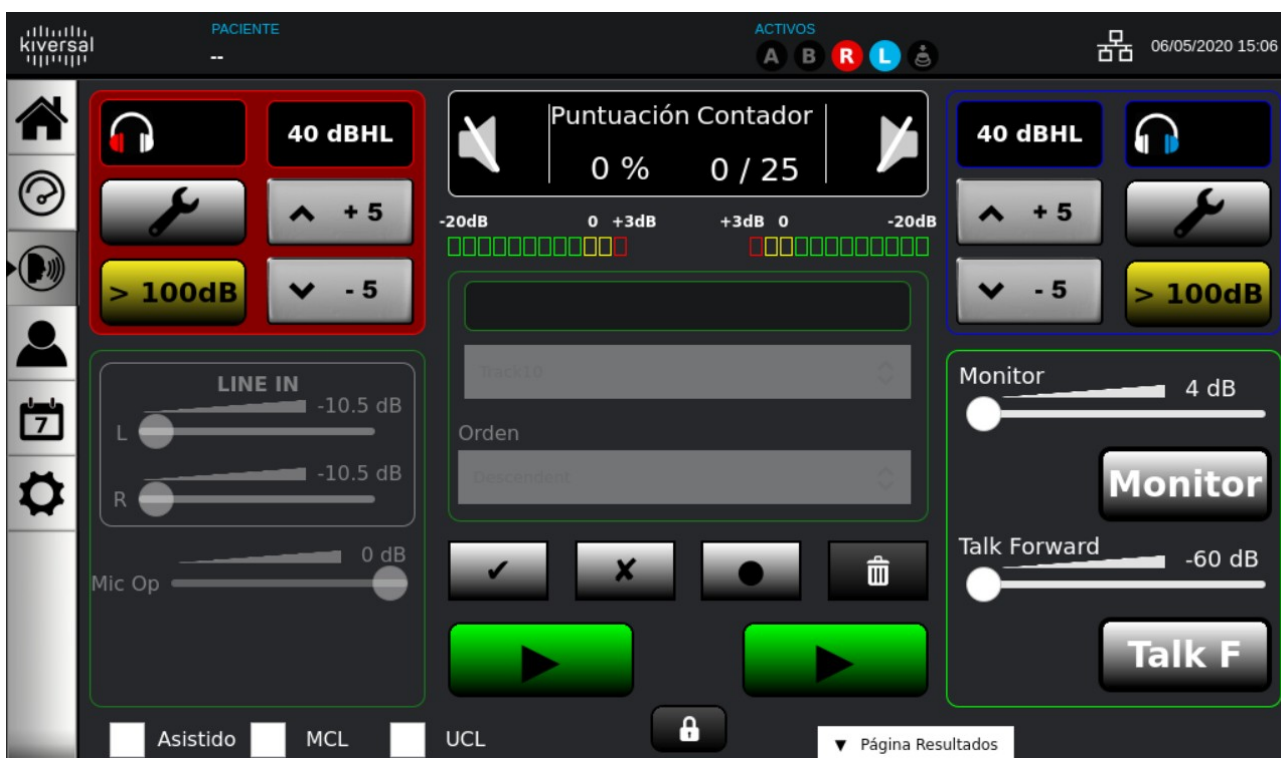 kiversal
PACIENTE
--
ACTIVOS
A B R L
06/05/2020 15:06
40 dBHL
+ 5
> 100dB
- 5
Puntuación Contador
0 % 0 / 25
-20dB 0 +3dB +3dB 0 -20dB
40 dBHL
+ 5
- 5
> 100dB
LINE IN
-10.5 dB
L
-10.5 dB
R
0 dB
Mic Op
Track10
Orden
Descendent
Monitor
4 dB
Monitor
Talk Forward
-60 dB
Talk F
7
Asistido MCL UCL
▼ Página Resultados